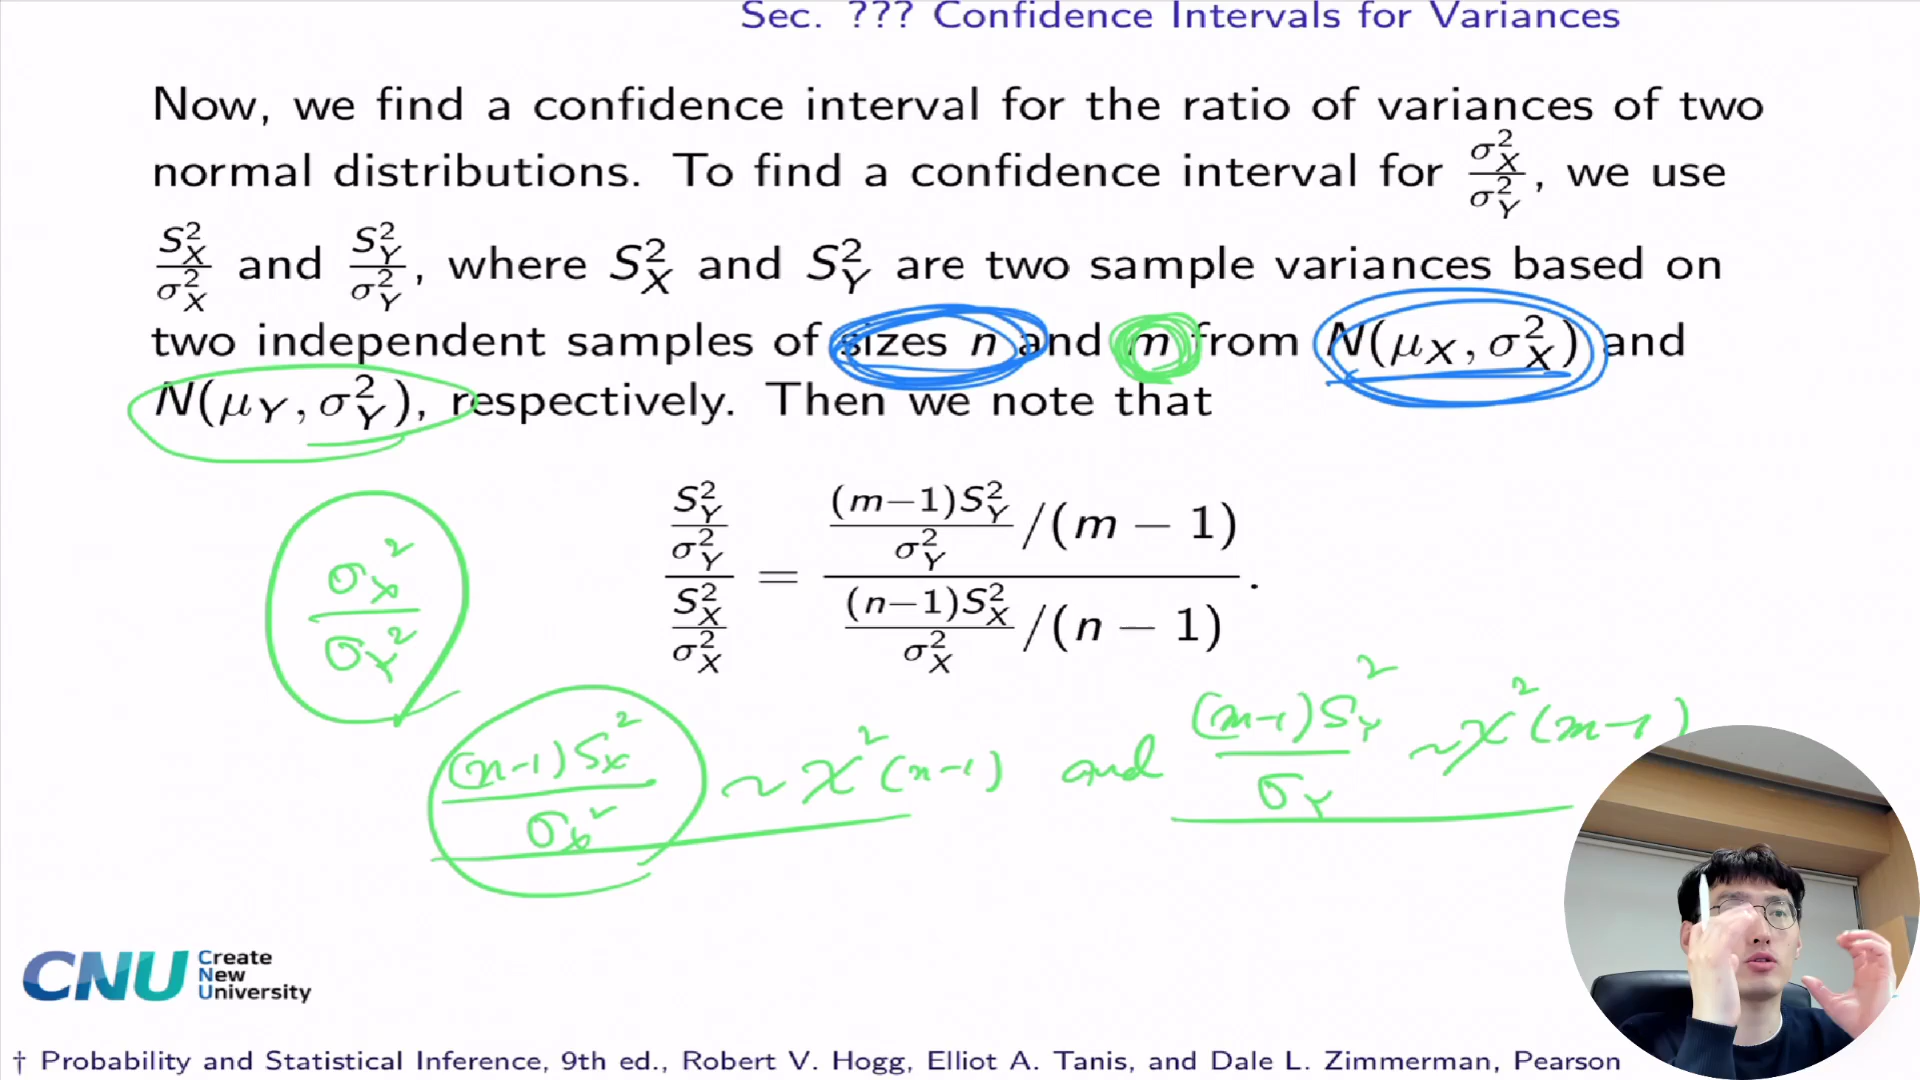 Sec. ??? Confidence Intervals for Variances
Now, we find a confidence interval for the ratio of variances of two
normal distributions. To find a confidence interval for σ²_X/σ²_Y, we use
S²_X/σ²_X and S²_Y/σ²_Y, where S²_X and S²_Y are two sample variances based on
two independent samples of sizes n and m from N(μ_X, σ²_X) and
N(μ_Y, σ²_Y), respectively. Then we note that
(S²_Y/σ²_Y)/(S²_X/σ²_X) = ((m−1)S²_Y/σ²_Y/(m − 1))/((n−1)S²_X/σ²_X/(n − 1)).
σ_X²/σ_Y²
(n-1)S_X²/σ_X² ~ χ²(n-1) and (m-1)S_Y²/σ_Y ~ χ²(m-1)
CNU Create
New
University
† Probability and Statistical Inference, 9th ed., Robert V. Hogg, Elliot A. Tanis, and Dale L. Zimmerman, Pearson